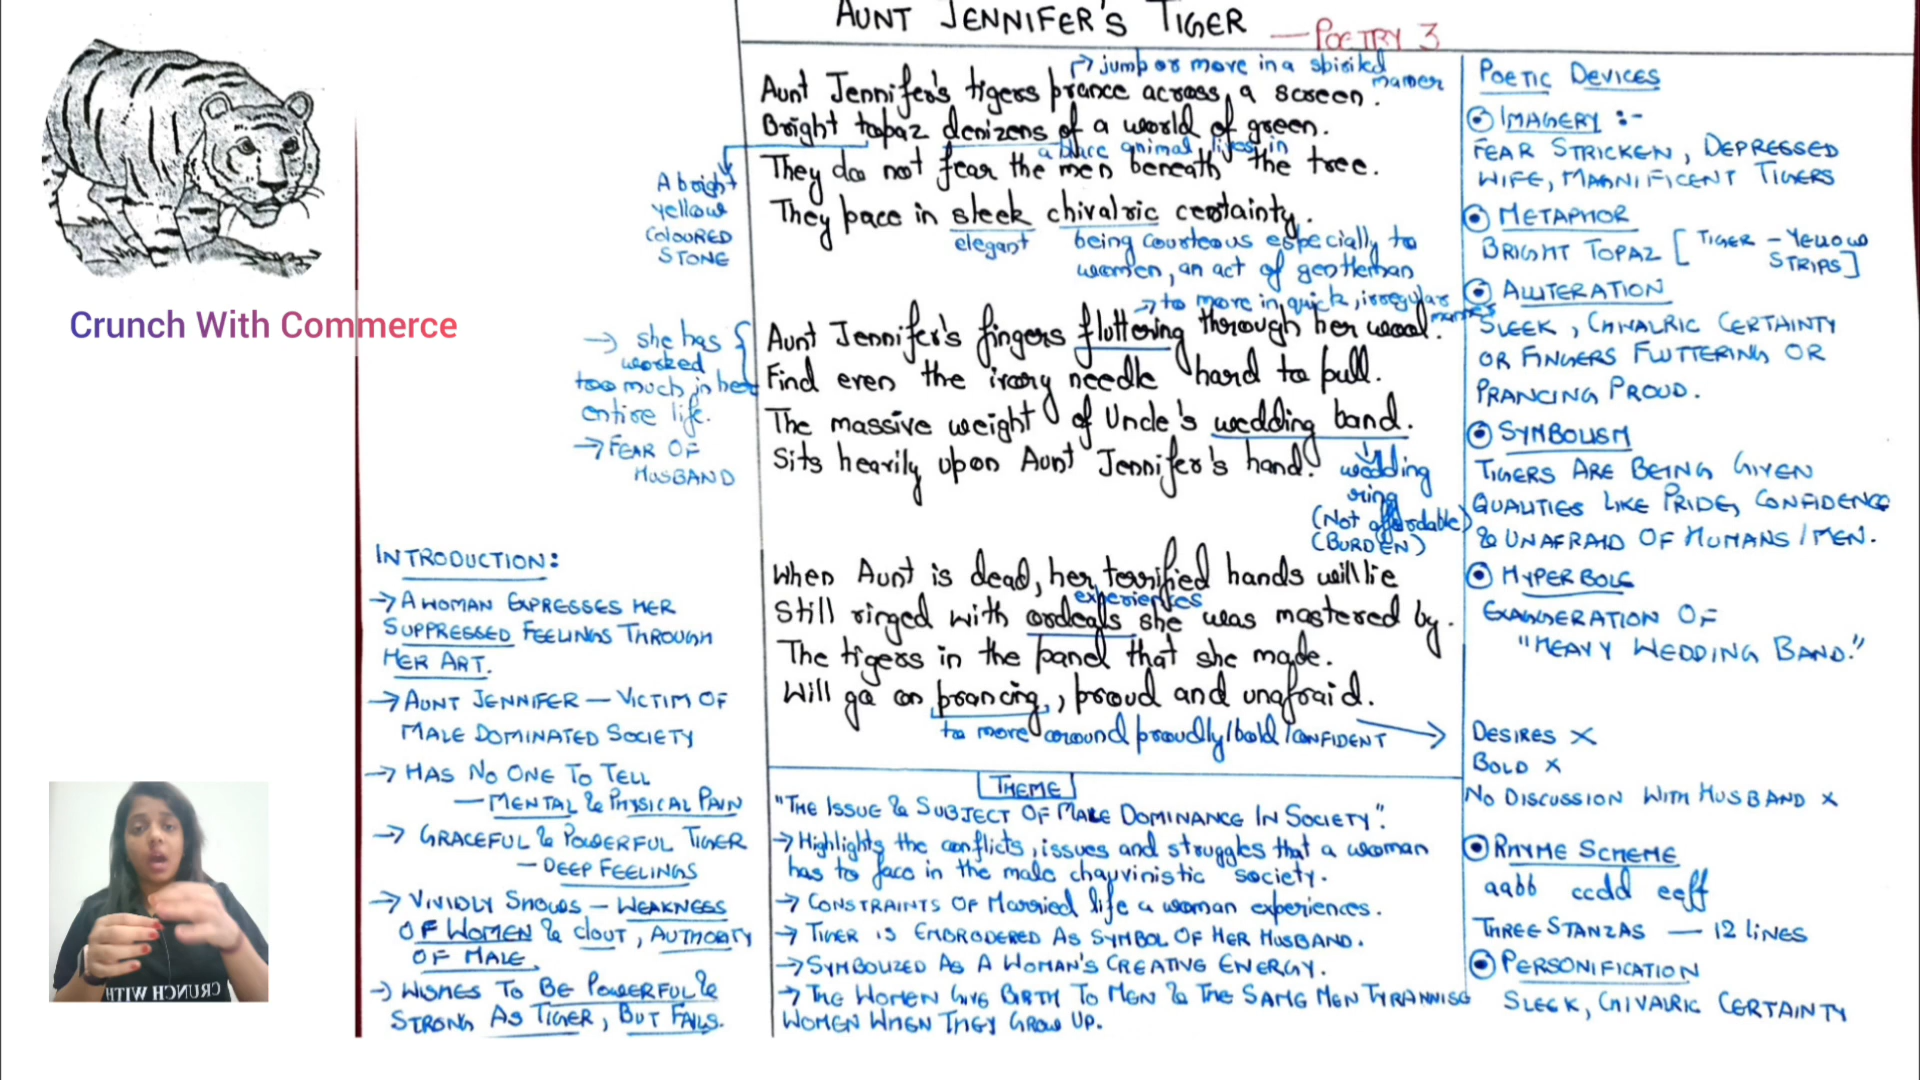 AUNT JENNIFER'S TIGER — POETRY 3
Crunch With Commerce
Aunt Jennifer's tigers prance across, a screen.
→ jump or move in a spirited manner
Bright topaz denizens of a world of green.
a place animal lives in
They do not fear the men beneath the tree.
They pace in sleek chivalric certainty.
elegant
being courteous especially to
women, an act of gentleman
A bright
yellow
COLOURED
STONE
→ to move in quick, irregular manner
Aunt Jennifer's fingers fluttering through her wool.
Find even the ivory needle hard to pull.
The massive weight of Uncle's wedding band.
Sits heavily upon Aunt Jennifer's hand.
→ she has
worked
too much in her
entire life.
→ FEAR OF
HUSBAND
wedding
ring
(Not affordable)
(BURDEN)
When Aunt is dead, her terrified hands will lie
experiences
Still ringed with ordeals she was mastered by.
The tigers in the panel that she made.
Will go on prancing, proud and unafraid.
to move around proudly/bold/CONFIDENT
INTRODUCTION:
→ A WOMAN EXPRESSES HER
SUPPRESSED FEELINGS THROUGH
HER ART.
→ AUNT JENNIFER — VICTIM OF
MALE DOMINATED SOCIETY
→ HAS NO ONE TO TELL
— MENTAL & PHYSICAL PAIN
→ GRACEFUL & POWERFUL TIGER
— DEEP FEELINGS
→ VIVIDLY SHOWS — WEAKNESS
OF WOMEN & CLOUT, AUTHORITY
OF MALE.
→ WISHES TO BE POWERFUL &
STRONG AS TIGER, BUT FAILS.
THEME
"THE ISSUE & SUBJECT OF MALE DOMINANCE IN SOCIETY".
→ Highlights the conflicts, issues and struggles that a woman
has to face in the male chauvinistic society.
→ CONSTRAINTS OF Married life a woman experiences.
→ TIGER IS EMBRODERED AS SYMBOL OF HER HUSBAND.
→ SYMBOLIZED AS A WOMAN'S CREATIVE ENERGY.
→ THE WOMEN GIVE BIRTH TO MEN & THE SAME MEN TYRANNISE
WOMEN WHEN THEY GROW UP.
POETIC DEVICES
IMAGERY :-
FEAR STRICKEN, DEPRESSED
WIFE, MAGNIFICENT TIGERS
METAPHOR
BRIGHT TOPAZ [TIGER - YELLOW
STRIPS]
ALLITERATION
SLEEK, CHIVALRIC CERTAINTY
OR FINGERS FLUTTERING OR
PRANCING PROUD.
SYMBOLISM
TIGERS ARE BEING GIVEN
QUALITIES LIKE PRIDE, CONFIDENCE
& UNAFRAID OF HUMANS / MEN.
HYPERBOLE
EXAGGERATION OF
"HEAVY WEDDING BAND."
DESIRES X
BOLD X
NO DISCUSSION WITH HUSBAND X
RHYME SCHEME
aabb ccdd eeff
THREE STANZAS — 12 LINES
PERSONIFICATION
SLEEK, CHIVALRIC CERTAINTY
CRUNCH WITH